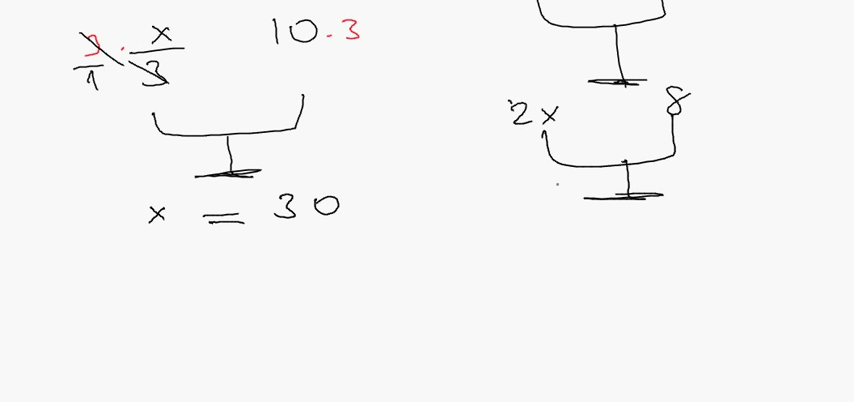 3/1 · x/3 10 · 3
x = 30
2x 8